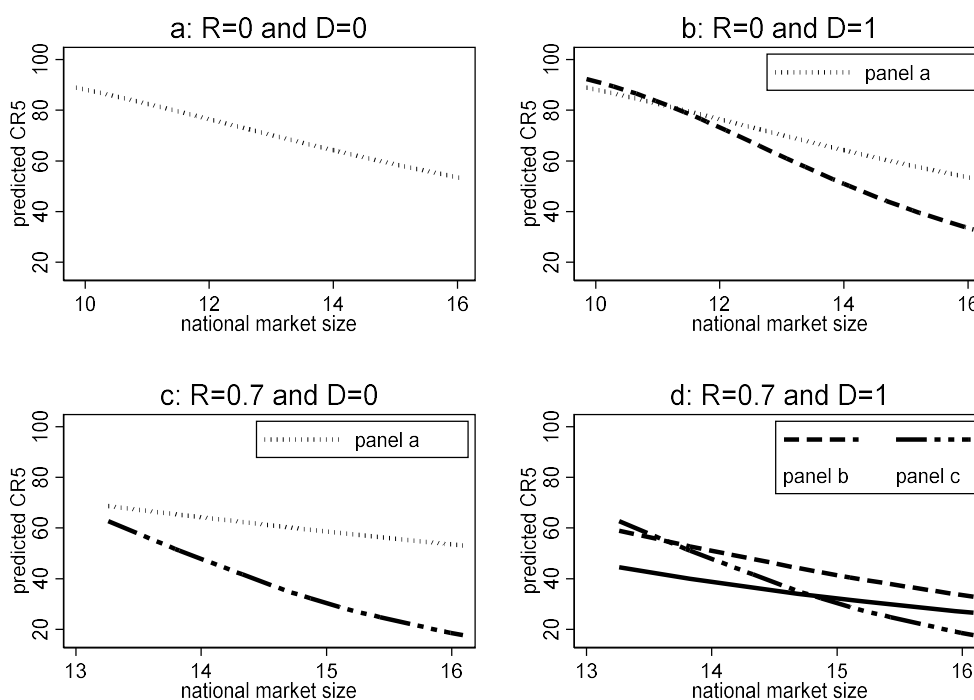 a: R=0 and D=0
predicted CR5
100
80
60
40
20
10 12 14 16
national market size
b: R=0 and D=1
panel a
predicted CR5
100
80
60
40
20
10 12 14 16
national market size
c: R=0.7 and D=0
panel a
predicted CR5
100
80
60
40
20
13 14 15 16
national market size
d: R=0.7 and D=1
panel b panel c
predicted CR5
100
80
60
40
20
13 14 15 16
national market size